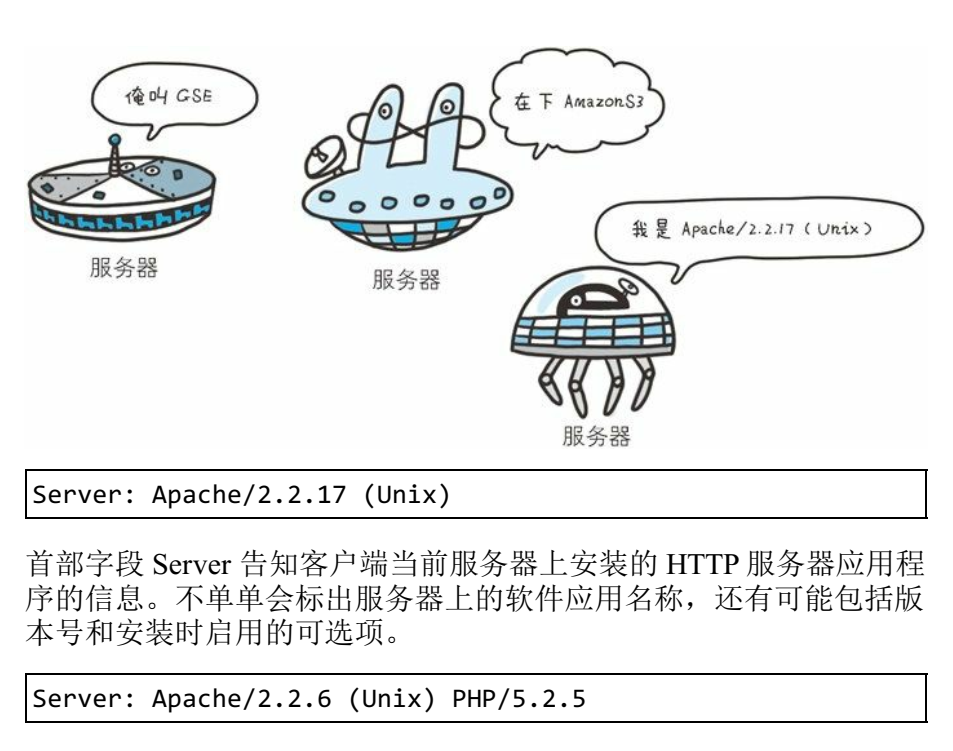 俺叫 GSE
在下 AmazonS3
我是 Apache/2.2.17 (Unix)
服务器
服务器
服务器
Server: Apache/2.2.17 (Unix)
首部字段 Server 告知客户端当前服务器上安装的 HTTP 服务器应用程
序的信息。不单单会标出服务器上的软件应用名称，还有可能包括版
本号和安装时启用的可选项。
Server: Apache/2.2.6 (Unix) PHP/5.2.5